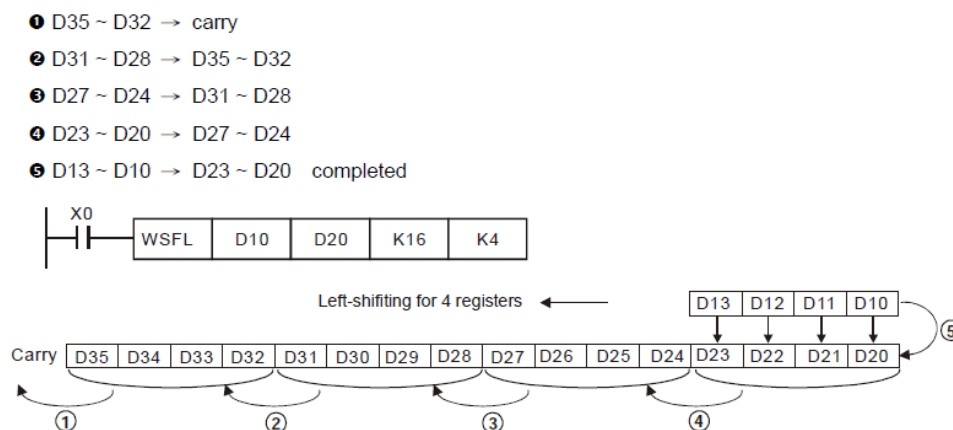 ❶ D35 ~ D32 → carry
❷ D31 ~ D28 → D35 ~ D32
❸ D27 ~ D24 → D31 ~ D28
❹ D23 ~ D20 → D27 ~ D24
❺ D13 ~ D10 → D23 ~ D20 completed
X0
WSFL D10 D20 K16 K4
Left-shifiting for 4 registers
D13 D12 D11 D10
⑤
Carry D35 D34 D33 D32 D31 D30 D29 D28 D27 D26 D25 D24 D23 D22 D21 D20
① ② ③ ④